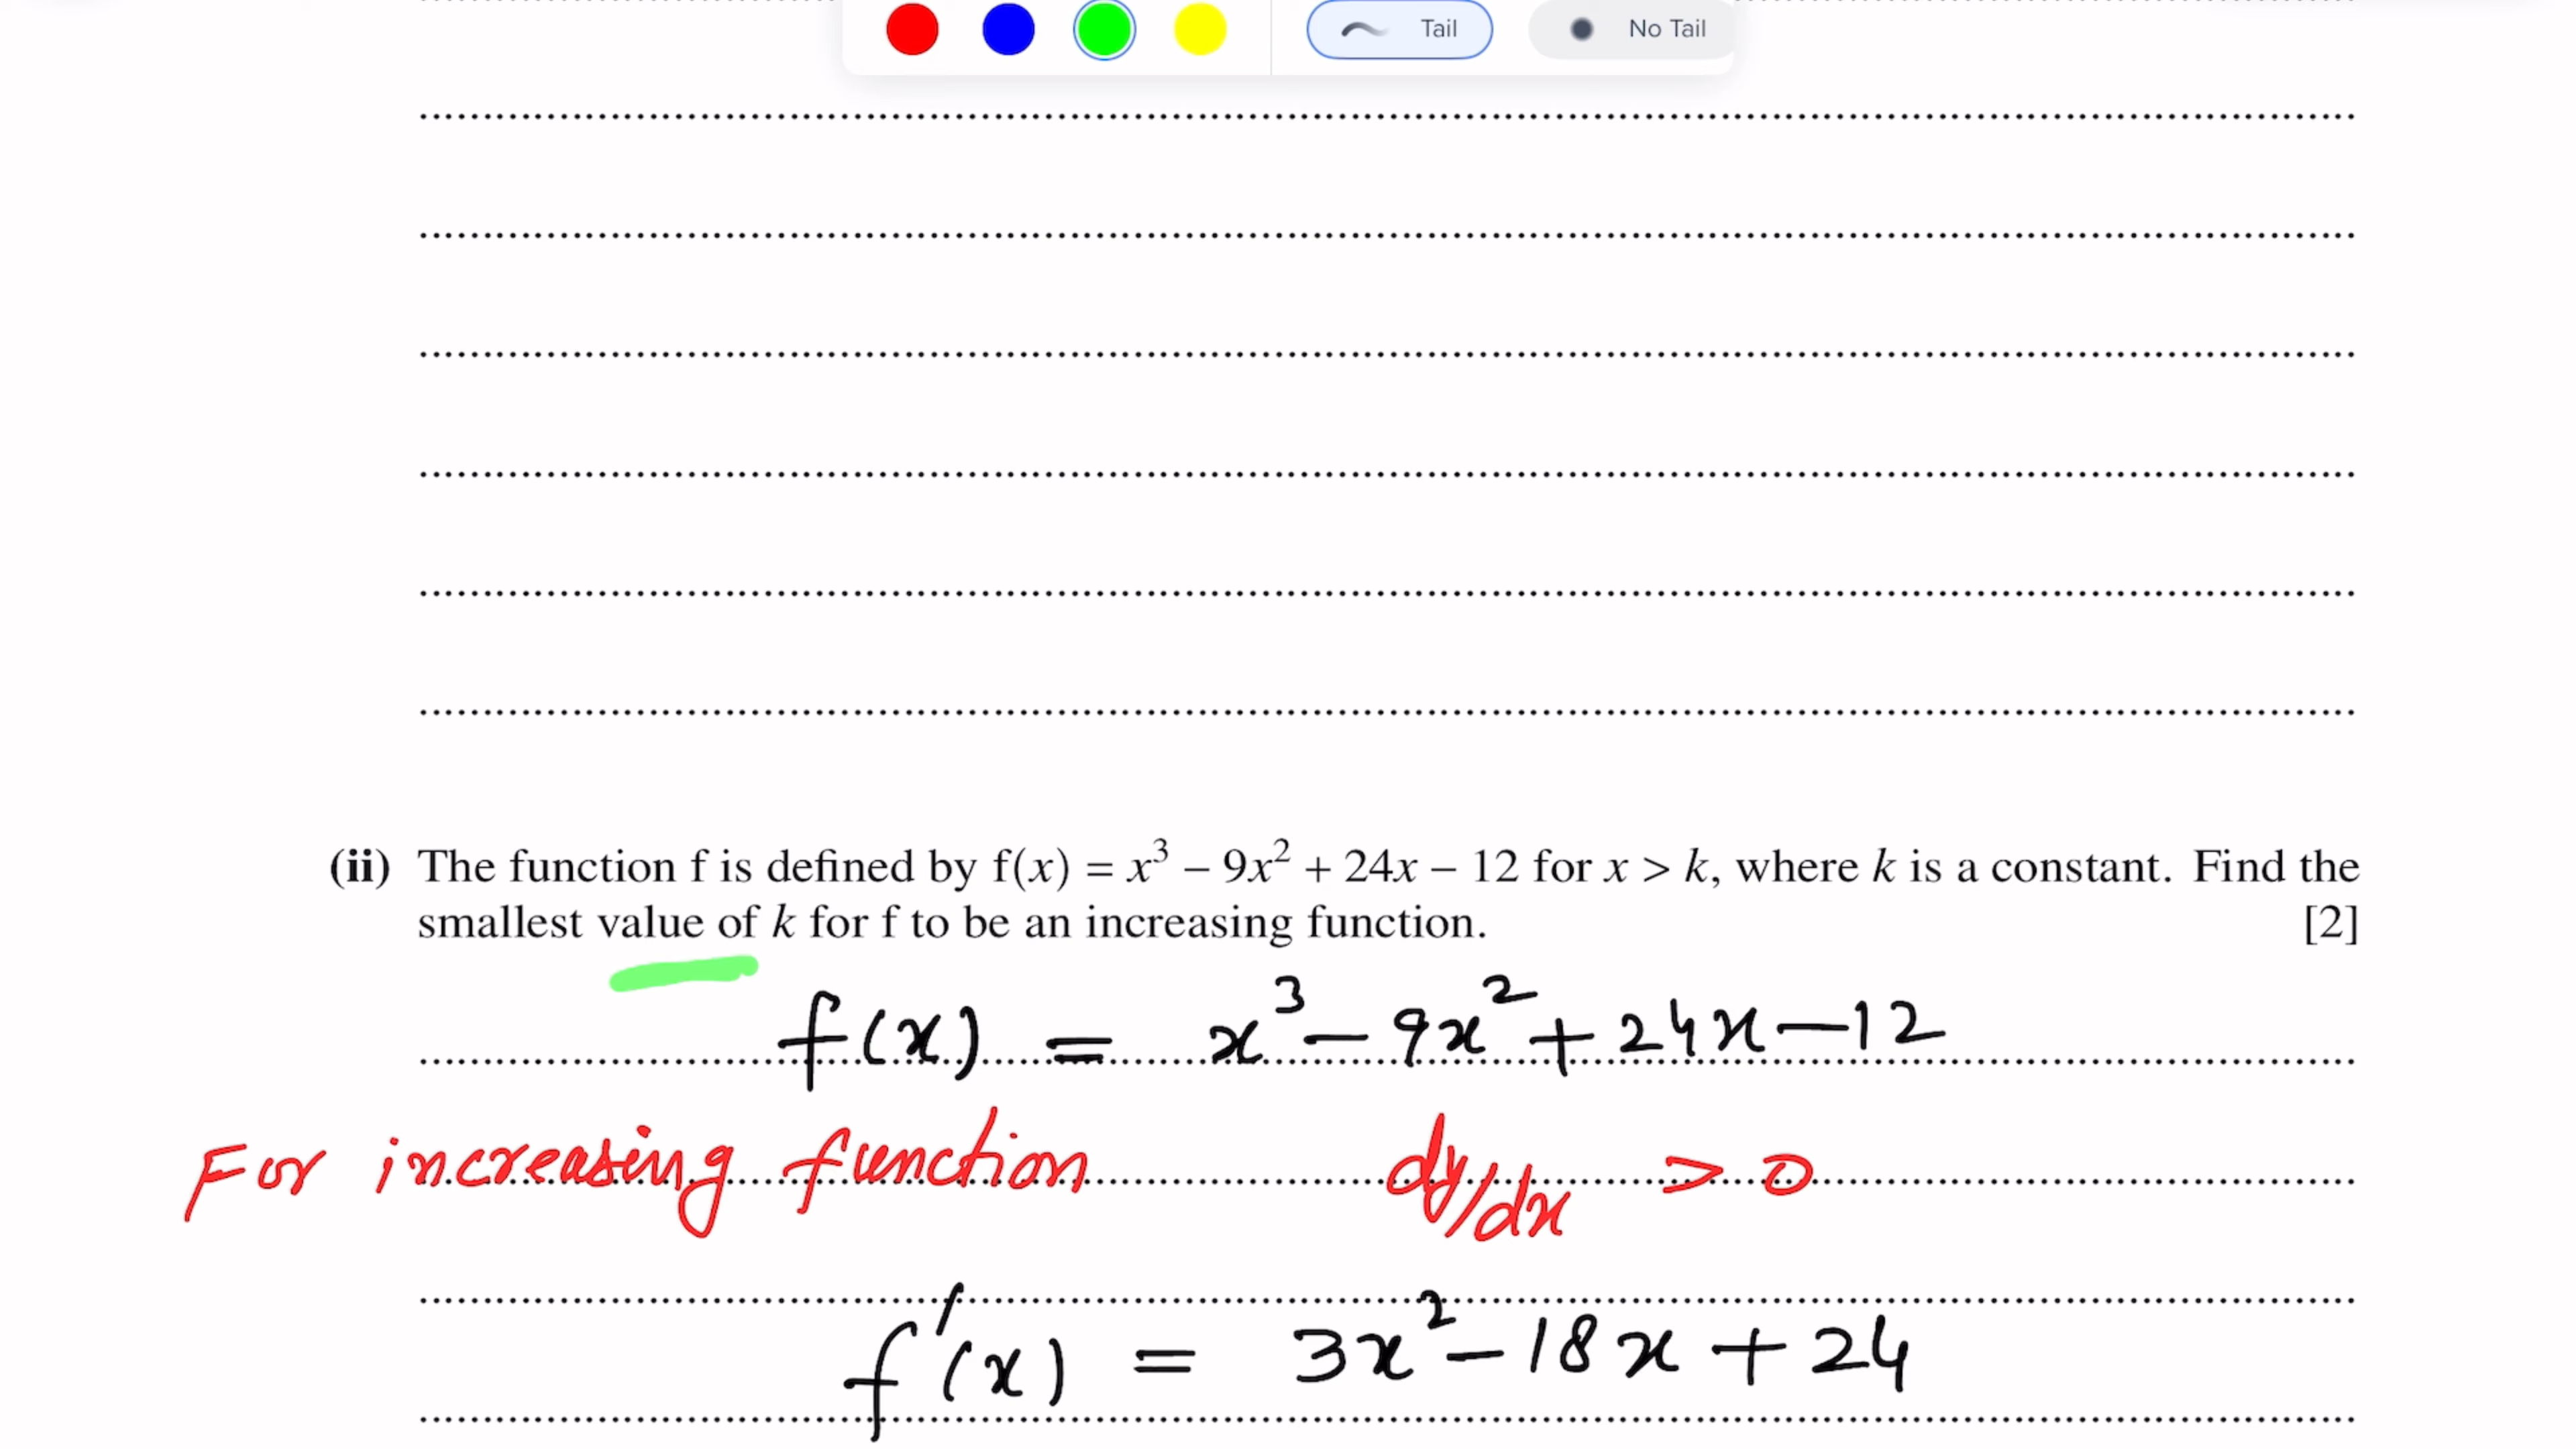 Tail No Tail
(ii) The function f is defined by f(x) = x³ – 9x² + 24x – 12 for x > k, where k is a constant. Find the
smallest value of k for f to be an increasing function. [2]
f(x) = x³ – 9x² + 24x – 12
For increasing function dy/dx > 0
f'(x) = 3x² – 18x + 24